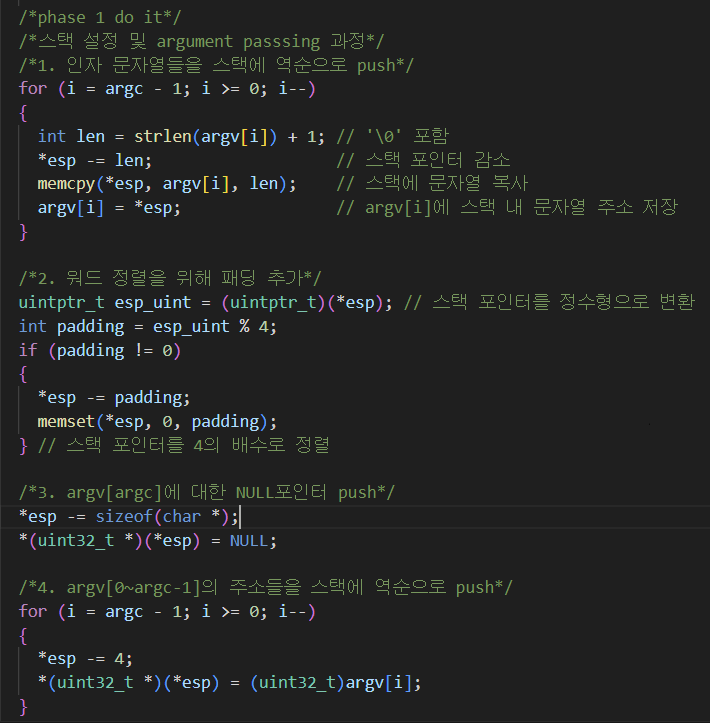 /*phase 1 do it*/
/*스택 설정 및 argument passsing 과정*/
/*1. 인자 문자열들을 스택에 역순으로 push*/
for (i = argc - 1; i >= 0; i--)
{
int len = strlen(argv[i]) + 1; // '\0' 포함
*esp -= len; // 스택 포인터 감소
memcpy(*esp, argv[i], len); // 스택에 문자열 복사
argv[i] = *esp; // argv[i]에 스택 내 문자열 주소 저장
}
/*2. 워드 정렬을 위해 패딩 추가*/
uintptr_t esp_uint = (uintptr_t)(*esp); // 스택 포인터를 정수형으로 변환
int padding = esp_uint % 4;
if (padding != 0)
{
*esp -= padding;
memset(*esp, 0, padding);
} // 스택 포인터를 4의 배수로 정렬
/*3. argv[argc]에 대한 NULL포인터 push*/
*esp -= sizeof(char *);
*(uint32_t *)(*esp) = NULL;
/*4. argv[0~argc-1]의 주소들을 스택에 역순으로 push*/
for (i = argc - 1; i >= 0; i--)
{
*esp -= 4;
*(uint32_t *)(*esp) = (uint32_t)argv[i];
}